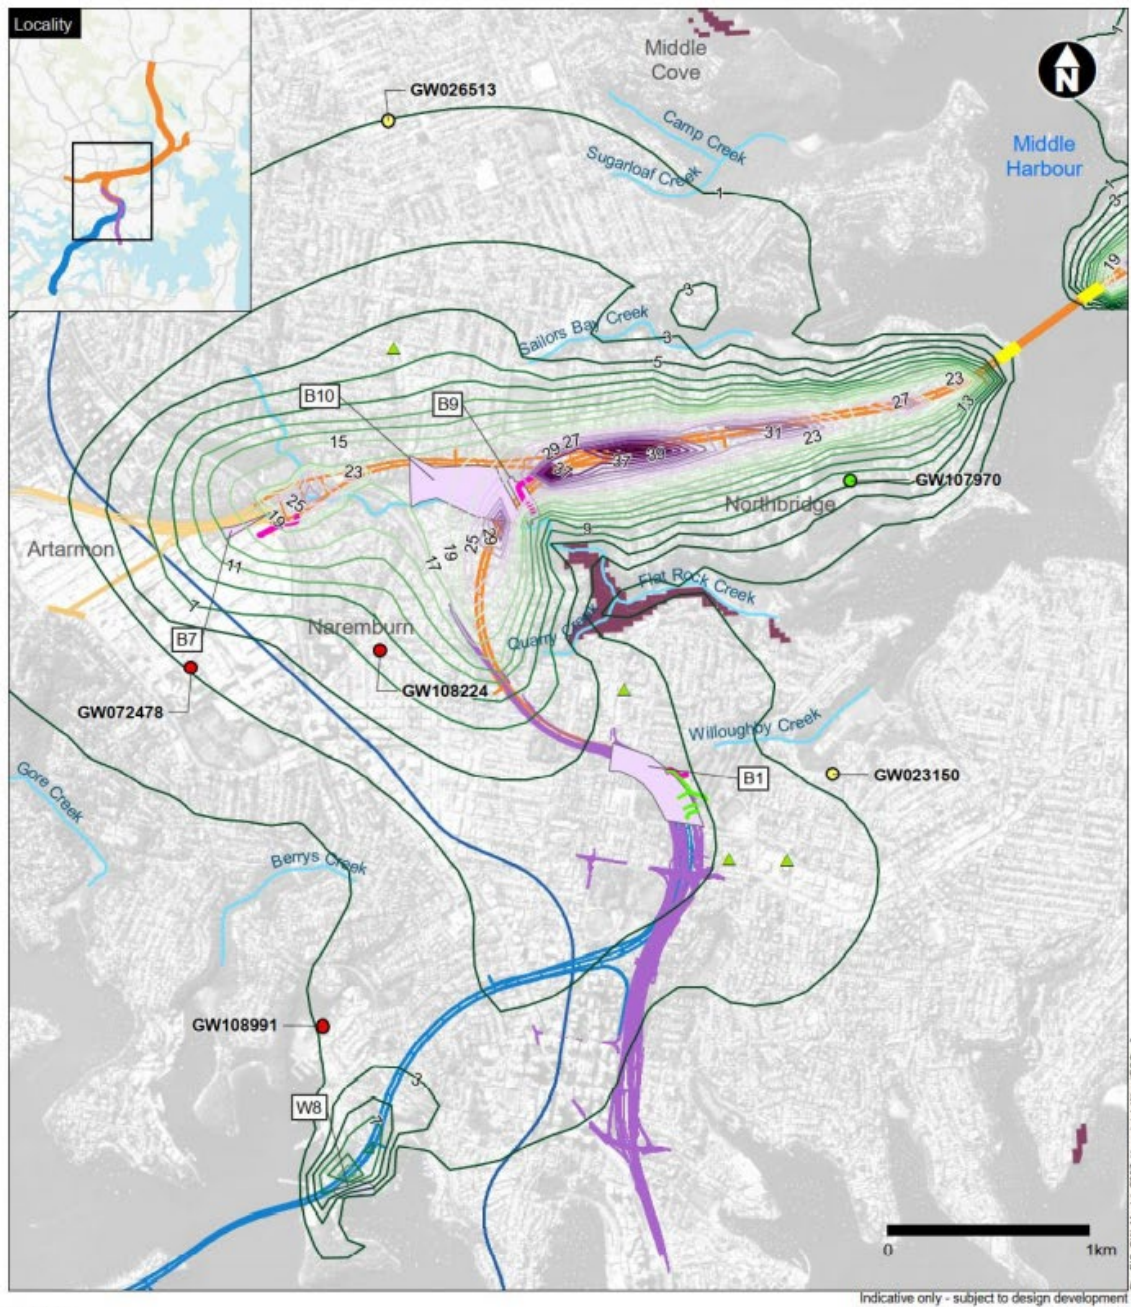 Locality
Middle
Cove
N
GW026513
Camp Creek
Sugarloaf Creek
Middle
Harbour
1
1
1
3
19
3
Sailors Bay Creek
3
5
23
B10
B9
27
13
15
31
23
29
27
37
39
23
GW107970
25
Northbridge
19
9
Artarmon
29
25
19
17
11
Flat Rock Creek
7
Naremburn
Quarry Creek
B7
GW108224
GW072478
Willoughby Creek
B1
GW023150
Gore Creek
Berrys Creek
GW108991
3
W8
7
0
1km
Indicative only - subject to design development